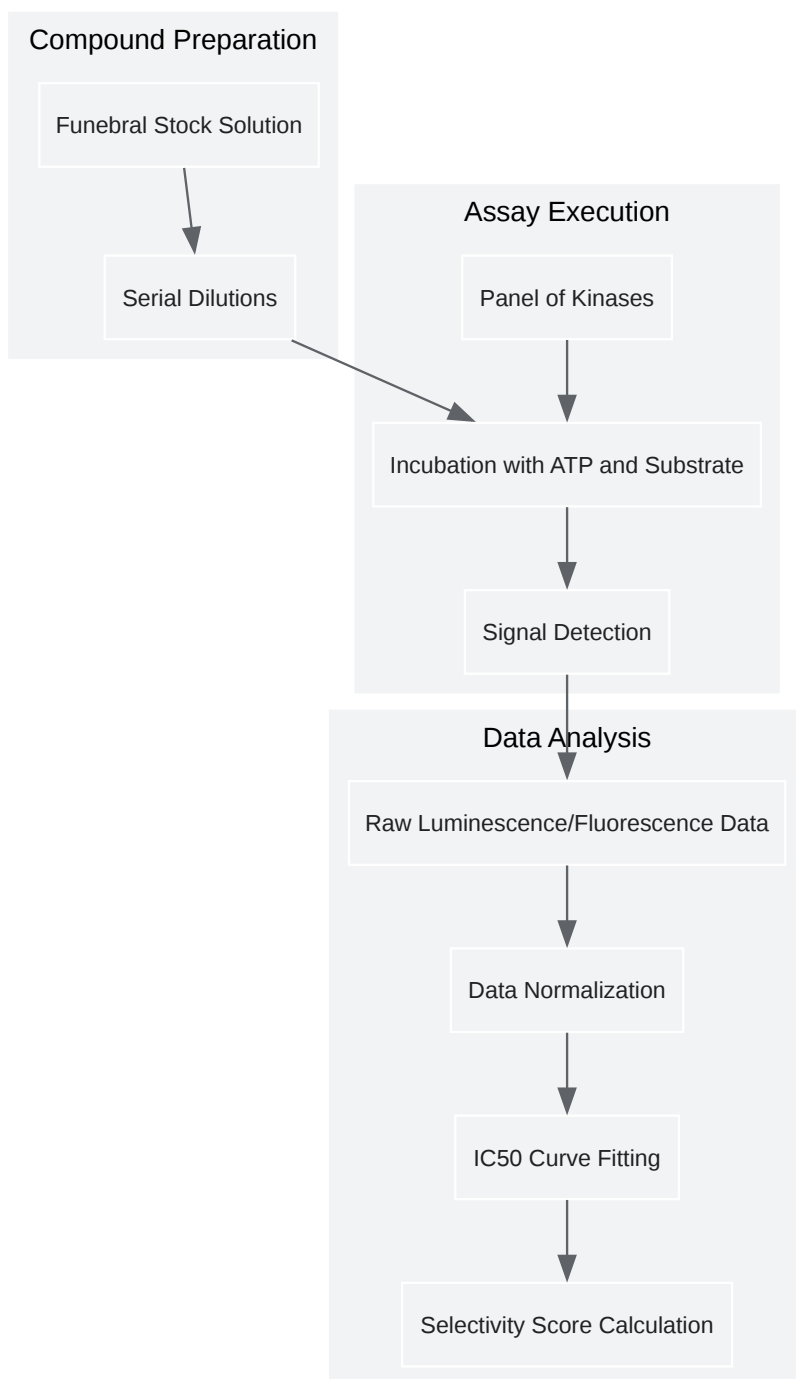 Compound Preparation
Funebral Stock Solution
Serial Dilutions
Assay Execution
Panel of Kinases
Incubation with ATP and Substrate
Signal Detection
Data Analysis
Raw Luminescence/Fluorescence Data
Data Normalization
IC50 Curve Fitting
Selectivity Score Calculation